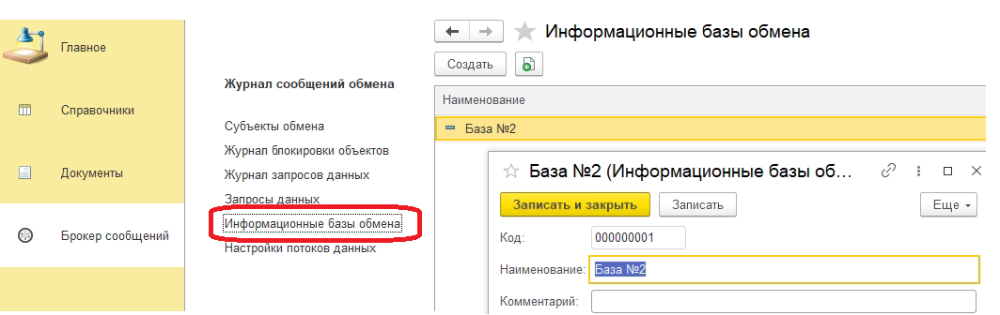 Главное
Справочники
Документы
Брокер сообщений
Журнал сообщений обмена
Субъекты обмена
Журнал блокировки объектов
Журнал запросов данных
Запросы данных
Информационные базы обмена
Настройки потоков данных
Информационные базы обмена
Создать
Наименование
База №2
База №2 (Информационные базы об...
Записать и закрыть Записать Еще
Код: 000000001
Наименование: База №2
Комментарий: